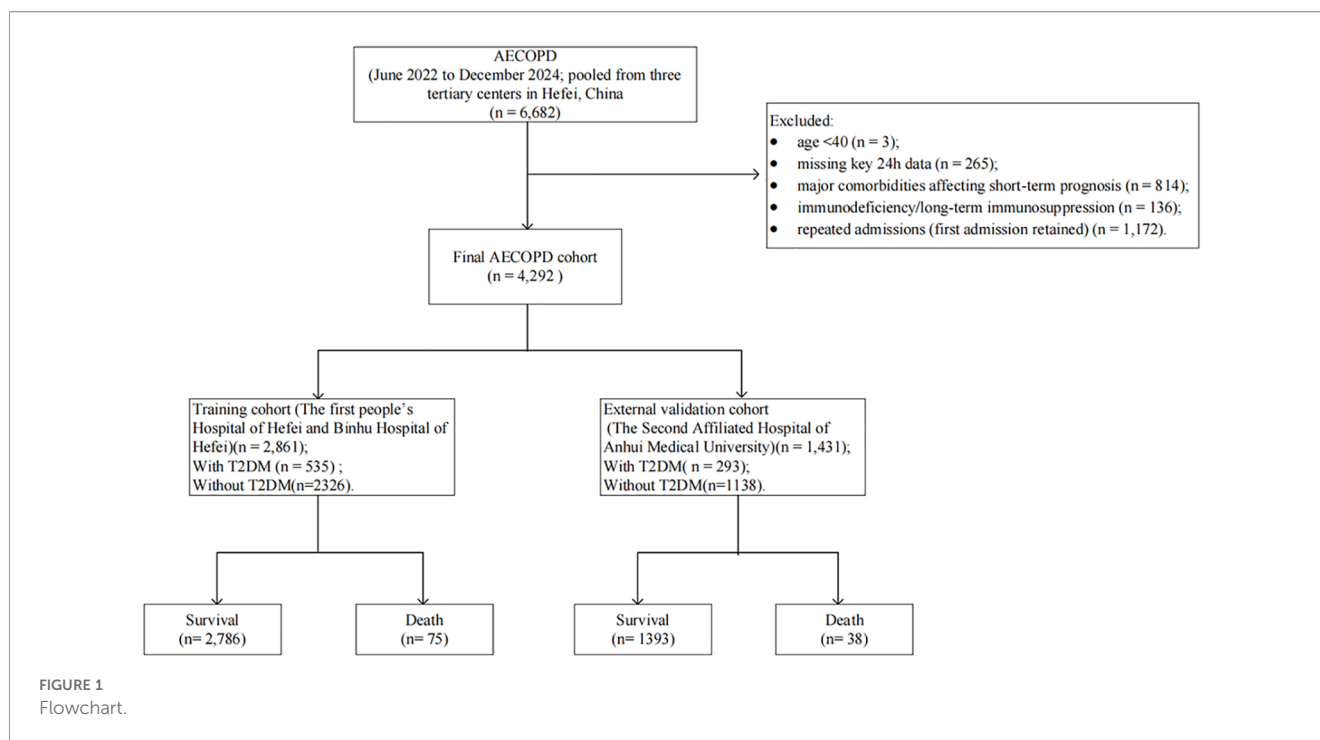 AECOPD
(June 2022 to December 2024; pooled from three
tertiary centers in Hefei, China
(n = 6,682)
Excluded:
● age <40 (n = 3);
● missing key 24h data (n = 265);
● major comorbidities affecting short-term prognosis (n = 814);
● immunodeficiency/long-term immunosuppression (n = 136);
● repeated admissions (first admission retained) (n = 1,172).
Final AECOPD cohort
(n = 4,292 )
Training cohort (The first people's
Hospital of Hefei and Binhu Hospital of
Hefei)(n = 2,861);
With T2DM (n = 535) ;
Without T2DM(n=2326).
External validation cohort
(The Second Affiliated Hospital of
Anhui Medical University)(n = 1,431);
With T2DM( n = 293);
Without T2DM(n=1138).
Survival
(n= 2,786)
Death
(n= 75)
Survival
(n= 1393)
Death
(n= 38)
FIGURE 1
Flowchart.